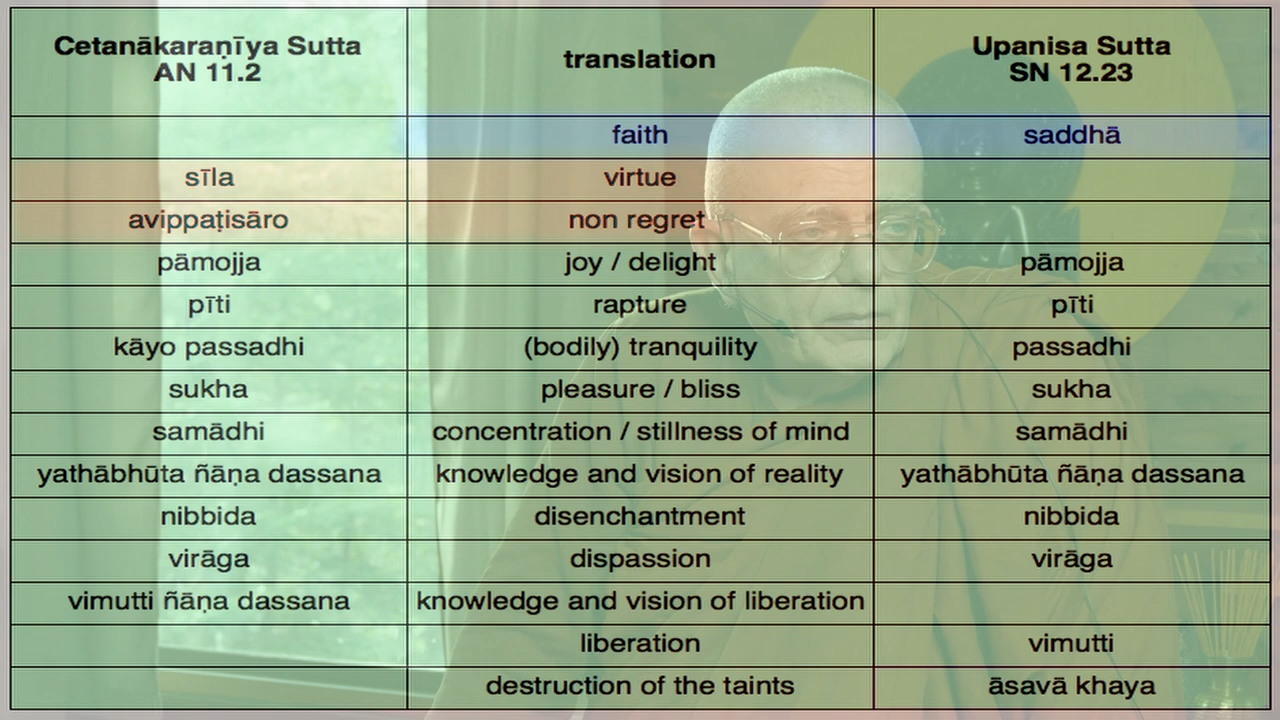 Cetanākaraṇīya Sutta
AN 11.2
translation
Upanisa Sutta
SN 12.23
faith saddhā
sīla virtue
avippaṭisāro non regret
pāmojja joy / delight pāmojja
pīti rapture pīti
kāyo passadhi (bodily) tranquility passadhi
sukha pleasure / bliss sukha
samādhi concentration / stillness of mind samādhi
yathābhūta ñāṇa dassana knowledge and vision of reality yathābhūta ñāṇa dassana
nibbida disenchantment nibbida
virāga dispassion virāga
vimutti ñāṇa dassana knowledge and vision of liberation
liberation vimutti
destruction of the taints āsavā khaya